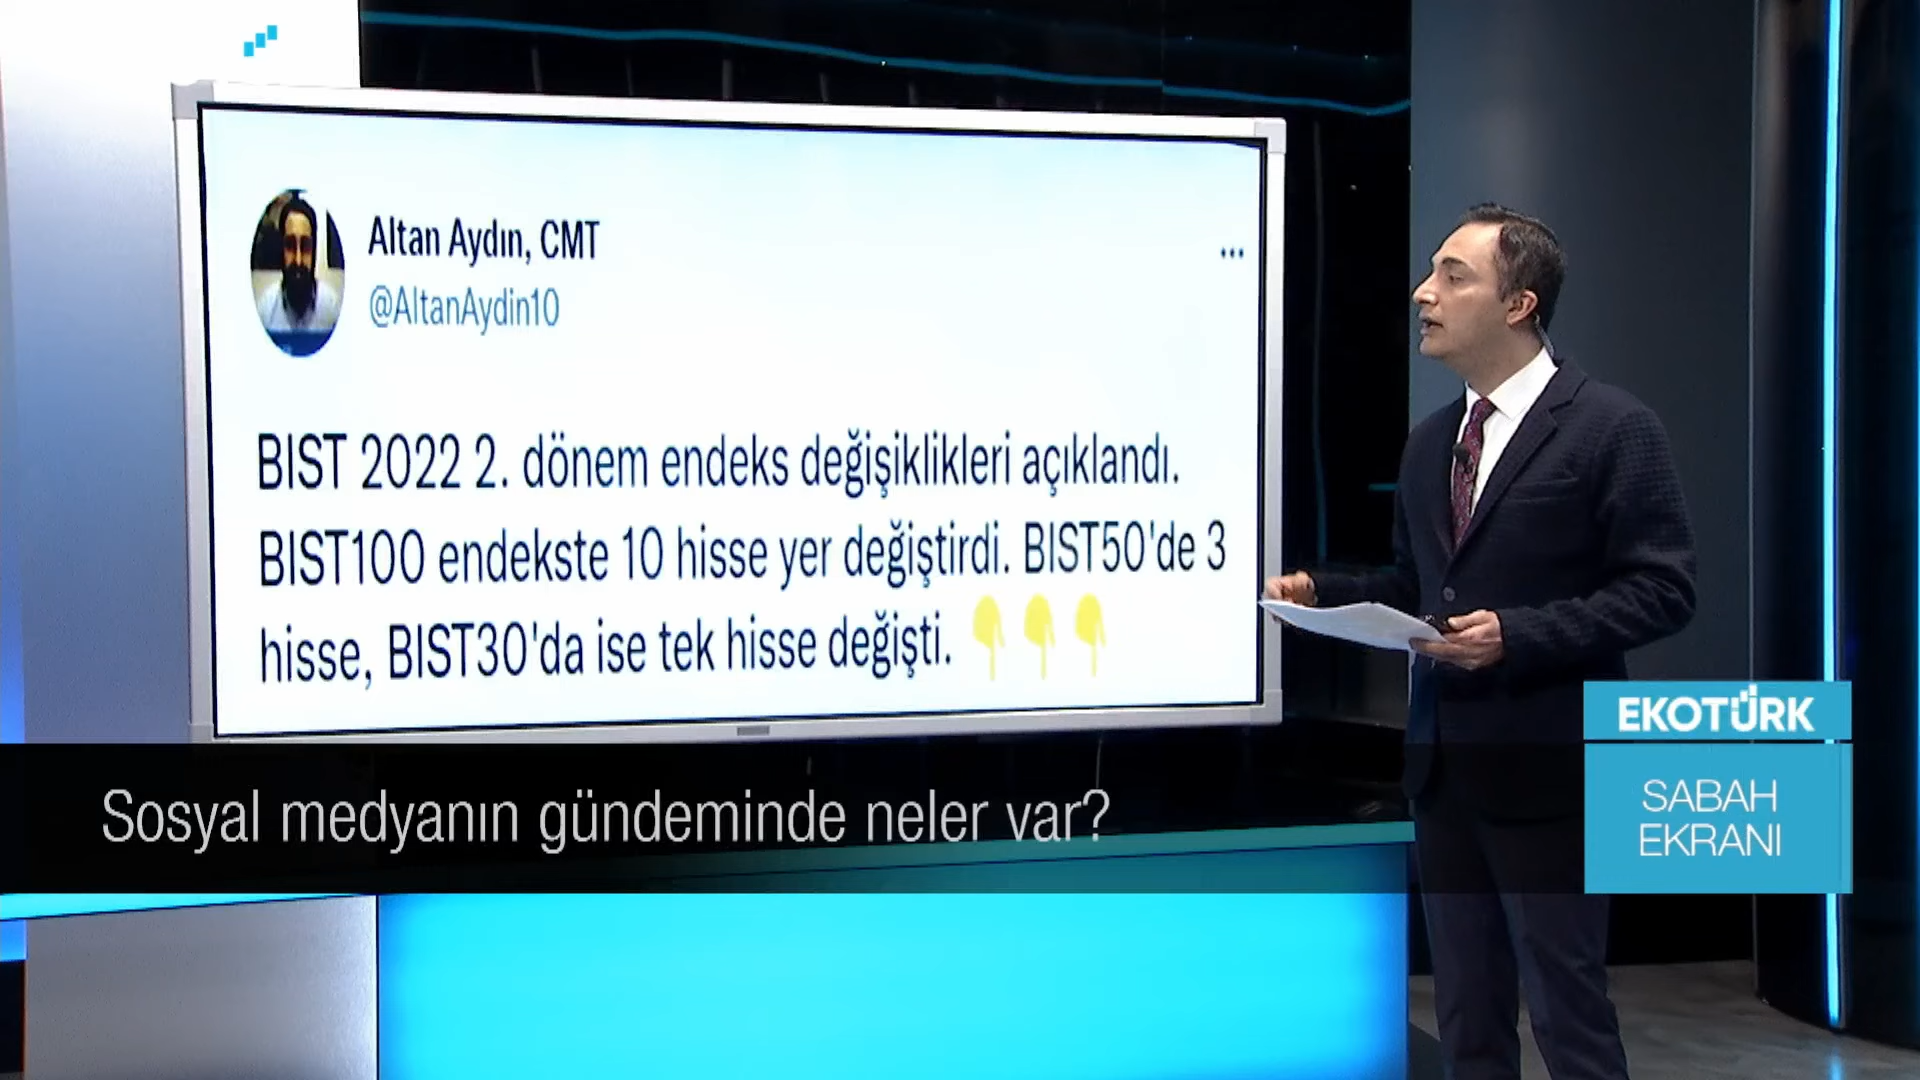 Altan Aydın, CMT
@AltanAydin10
...
BIST 2022 2. dönem endeks değişiklikleri açıklandı.
BIST100 endekste 10 hisse yer değiştirdi. BIST50'de 3
hisse, BIST30'da ise tek hisse değişti. 👇👇👇
EKOTÜRK
SABAH
EKRANI
Sosyal medyanın gündeminde neler var?